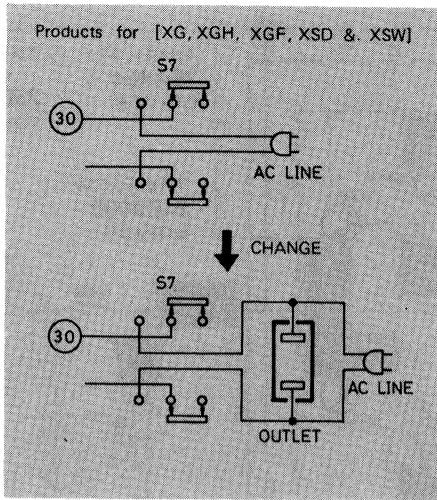 Products for [XG, XGH, XGF, XSD &. XSW]
S7
30
AC LINE
CHANGE
S7
30
AC LINE
OUTLET